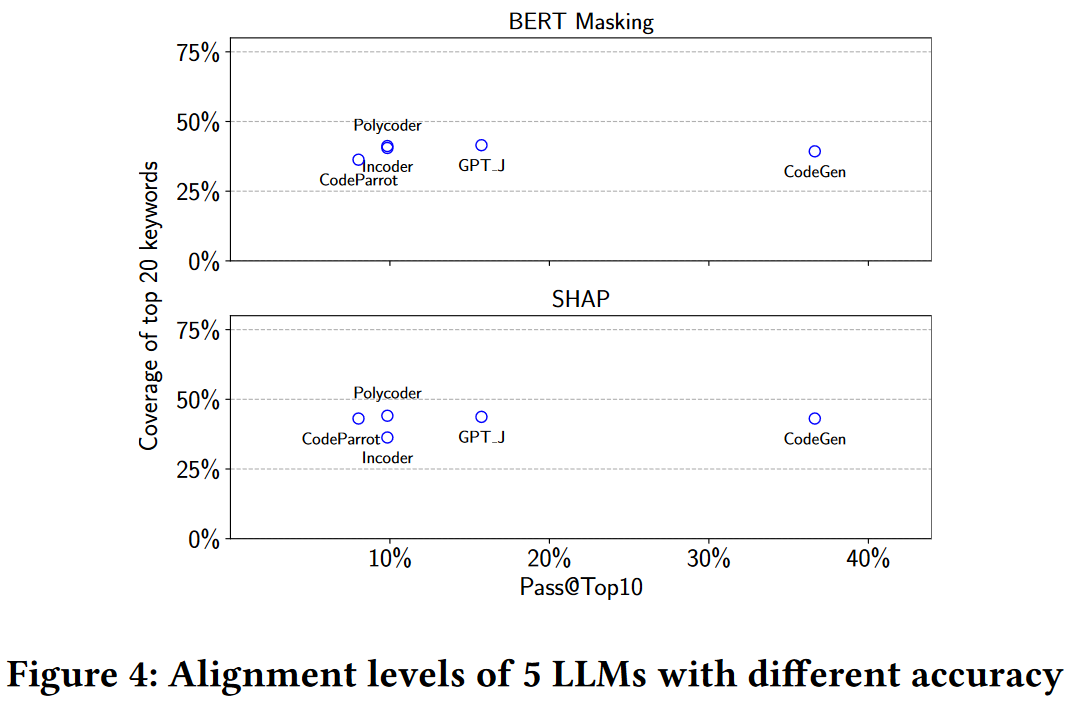 BERT Masking
75%
50%
25%
0%
Polycoder
Incoder
CodeParrot
GPT_J
CodeGen
Coverage of top 20 keywords
SHAP
75%
50%
25%
0%
Polycoder
CodeParrot
Incoder
GPT_J
CodeGen
10%
20%
30%
40%
Pass@Top10
Figure 4: Alignment levels of 5 LLMs with different accuracy